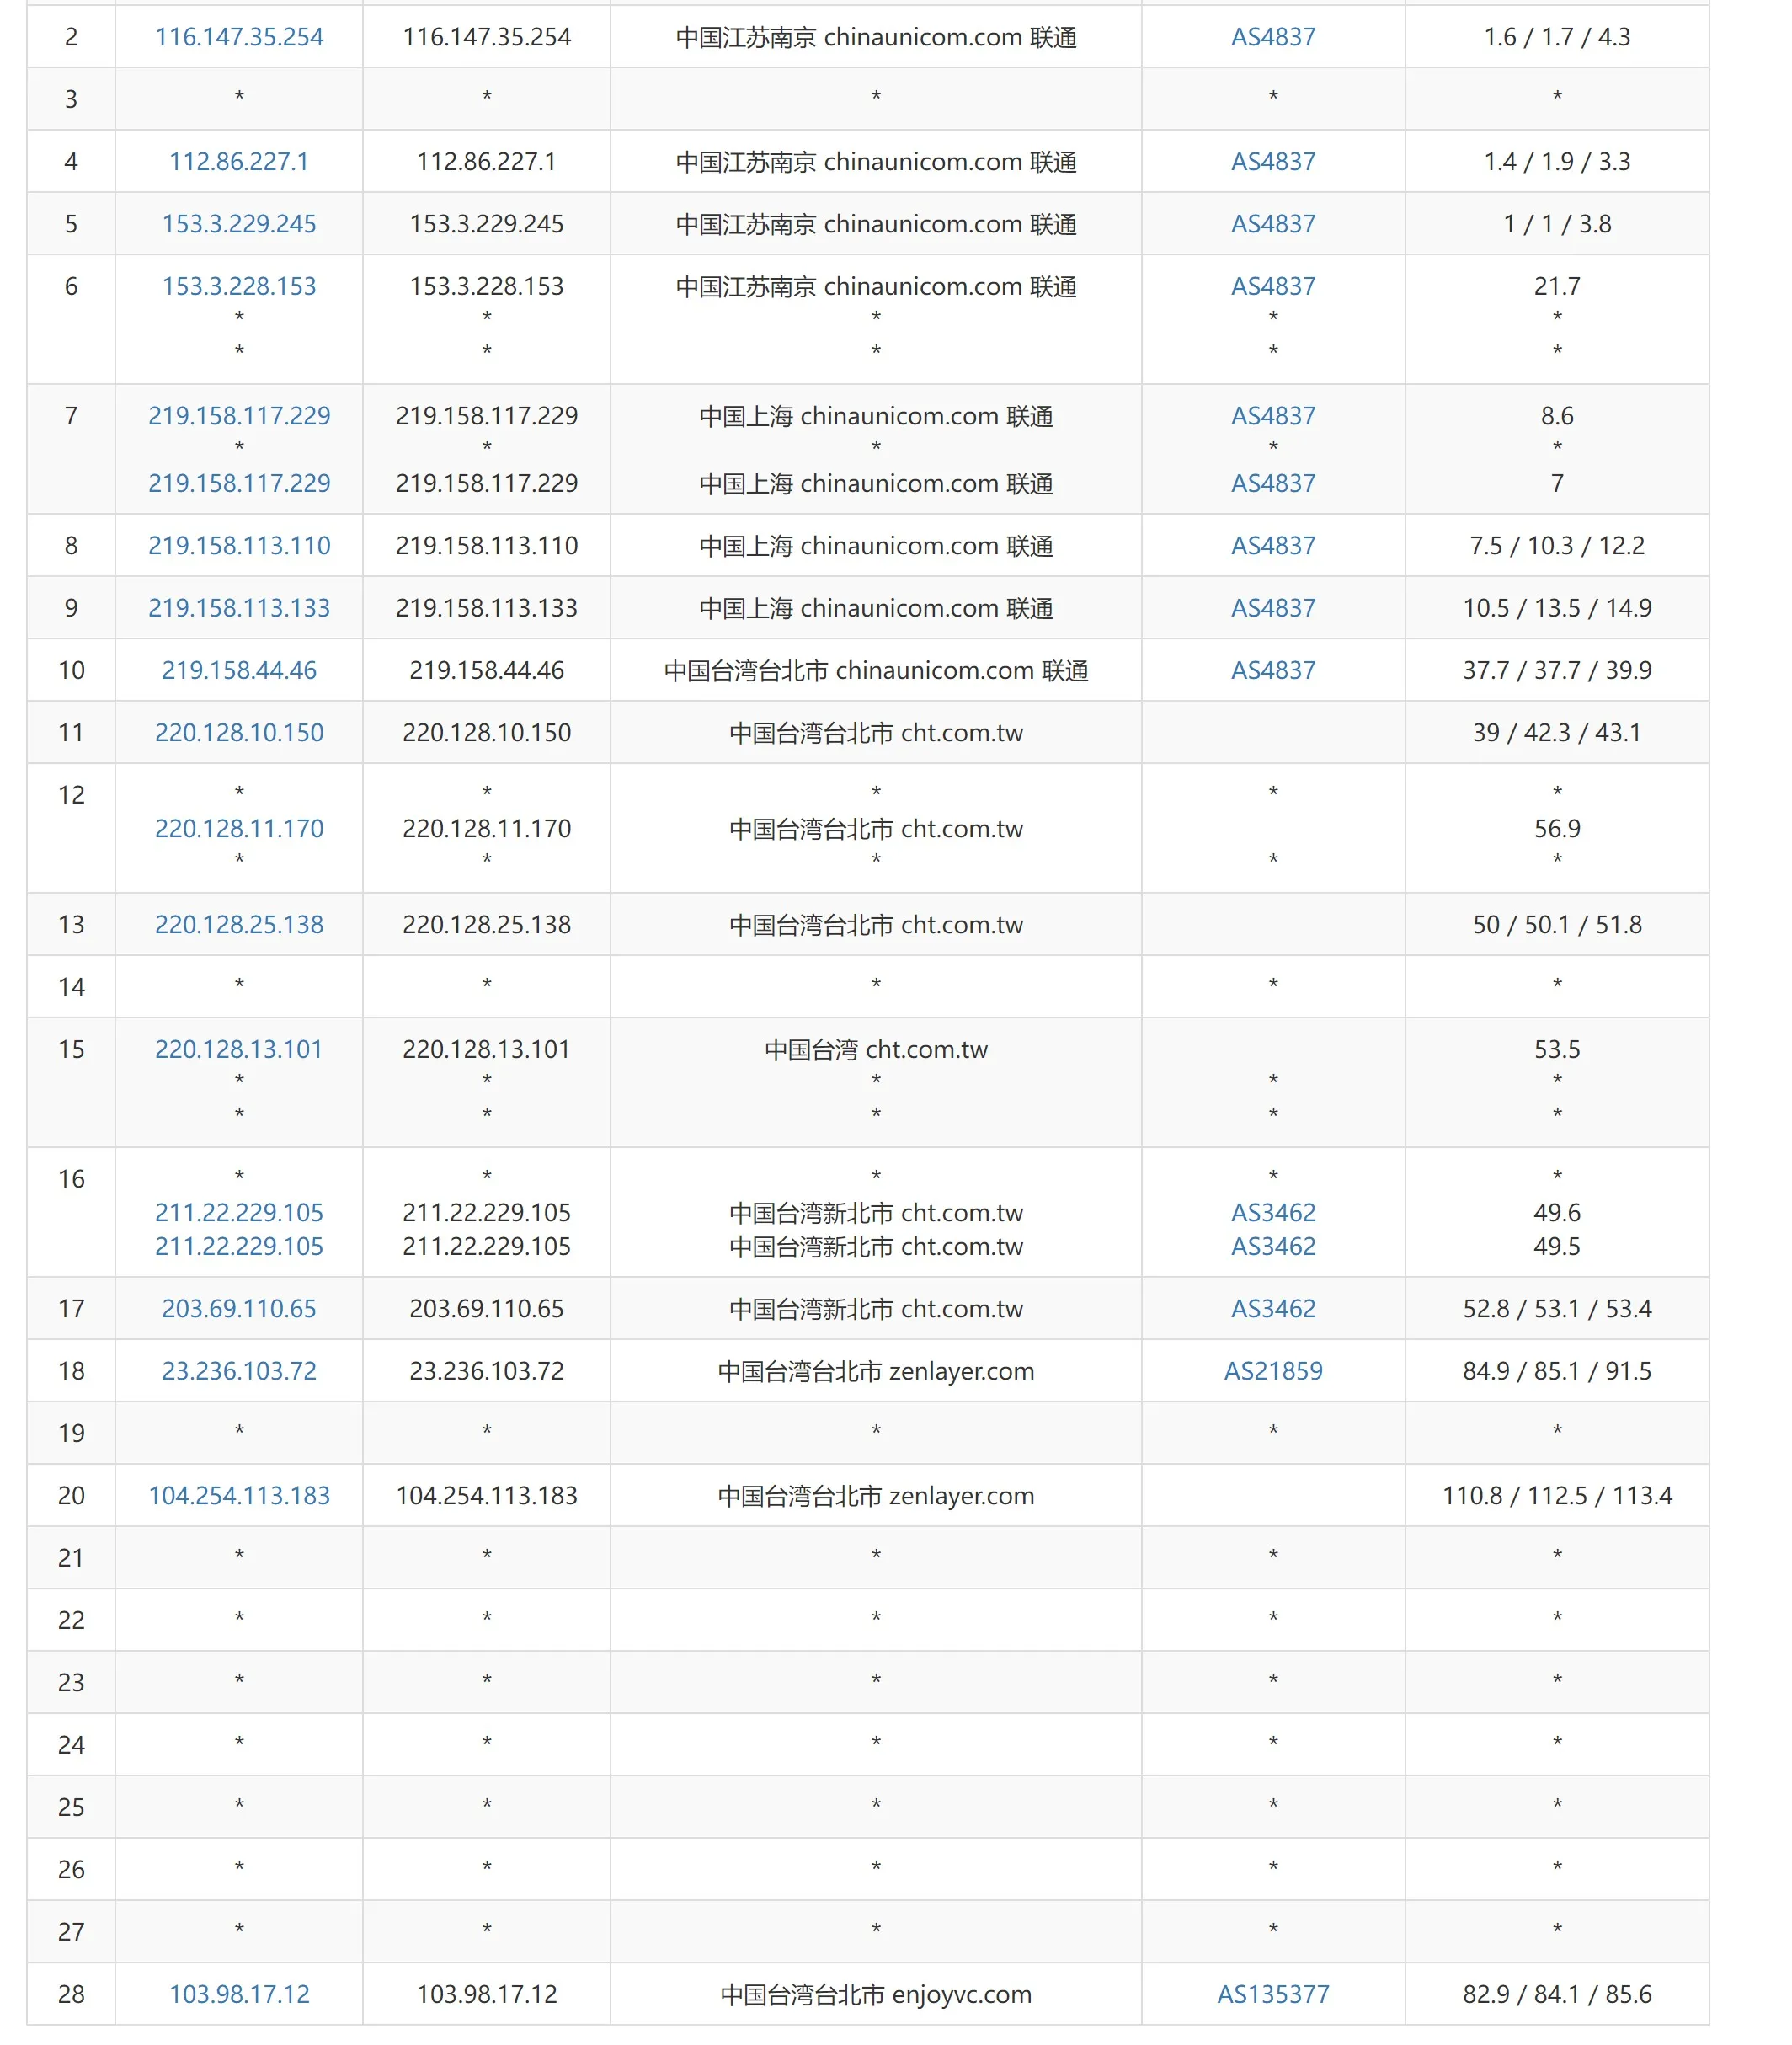 2 116.147.35.254 116.147.35.254 中国江苏南京 chinaunicom.com 联通 AS4837 1.6 / 1.7 / 4.3
3 * * * * *
4 112.86.227.1 112.86.227.1 中国江苏南京 chinaunicom.com 联通 AS4837 1.4 / 1.9 / 3.3
5 153.3.229.245 153.3.229.245 中国江苏南京 chinaunicom.com 联通 AS4837 1 / 1 / 3.8
6 153.3.228.153 153.3.228.153 中国江苏南京 chinaunicom.com 联通 AS4837 21.7
* * * * *
* * * * *
7 219.158.117.229 219.158.117.229 中国上海 chinaunicom.com 联通 AS4837 8.6
* * * * *
219.158.117.229 219.158.117.229 中国上海 chinaunicom.com 联通 AS4837 7
8 219.158.113.110 219.158.113.110 中国上海 chinaunicom.com 联通 AS4837 7.5 / 10.3 / 12.2
9 219.158.113.133 219.158.113.133 中国上海 chinaunicom.com 联通 AS4837 10.5 / 13.5 / 14.9
10 219.158.44.46 219.158.44.46 中国台湾台北市 chinaunicom.com 联通 AS4837 37.7 / 37.7 / 39.9
11 220.128.10.150 220.128.10.150 中国台湾台北市 cht.com.tw 39 / 42.3 / 43.1
12 * * * * *
220.128.11.170 220.128.11.170 中国台湾台北市 cht.com.tw 56.9
* * * * *
13 220.128.25.138 220.128.25.138 中国台湾台北市 cht.com.tw 50 / 50.1 / 51.8
14 * * * * *
15 220.128.13.101 220.128.13.101 中国台湾 cht.com.tw 53.5
* * * * *
* * * * *
16 * * * * *
211.22.229.105 211.22.229.105 中国台湾新北市 cht.com.tw AS3462 49.6
211.22.229.105 211.22.229.105 中国台湾新北市 cht.com.tw AS3462 49.5
17 203.69.110.65 203.69.110.65 中国台湾新北市 cht.com.tw AS3462 52.8 / 53.1 / 53.4
18 23.236.103.72 23.236.103.72 中国台湾台北市 zenlayer.com AS21859 84.9 / 85.1 / 91.5
19 * * * * *
20 104.254.113.183 104.254.113.183 中国台湾台北市 zenlayer.com 110.8 / 112.5 / 113.4
21 * * * * *
22 * * * * *
23 * * * * *
24 * * * * *
25 * * * * *
26 * * * * *
27 * * * * *
28 103.98.17.12 103.98.17.12 中国台湾台北市 enjoyvc.com AS135377 82.9 / 84.1 / 85.6